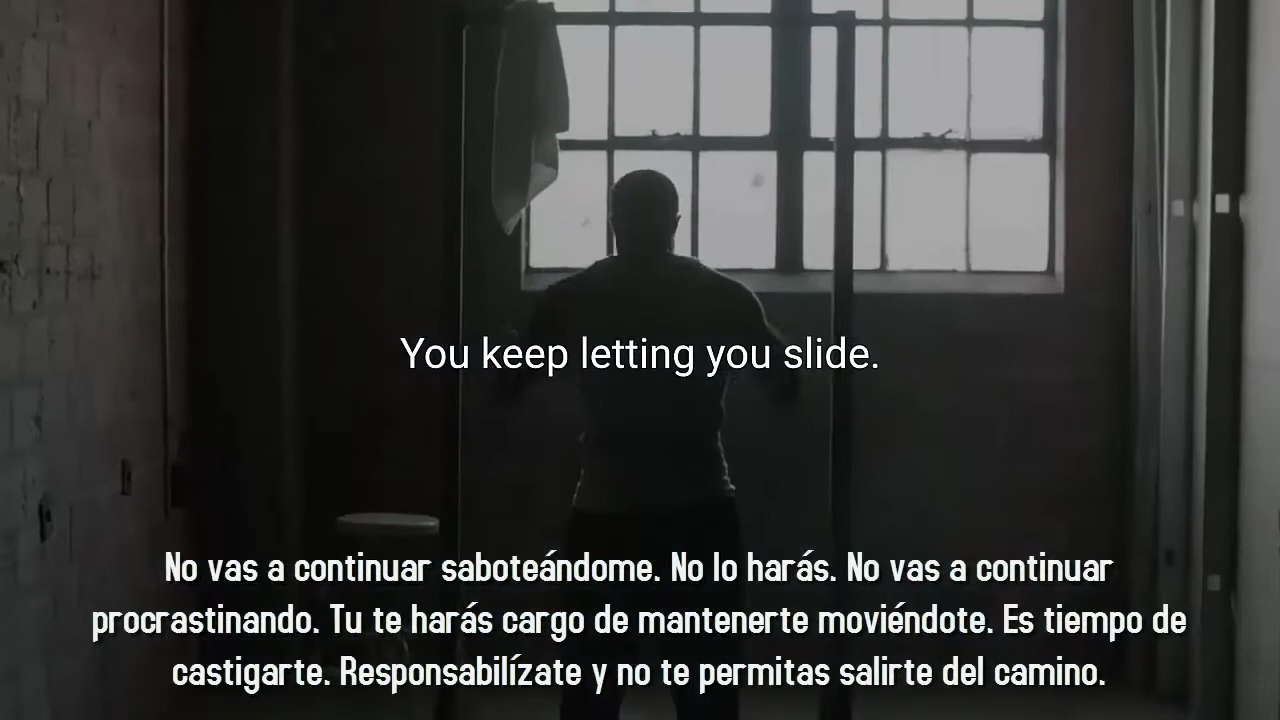 You keep letting you slide.
No vas a continuar saboteándome. No lo harás. No vas a continuar
procrastinando. Tu te harás cargo de mantenerte moviéndote. Es tiempo de
castigarte. Responsabilízate y no te permitas salirte del camino.